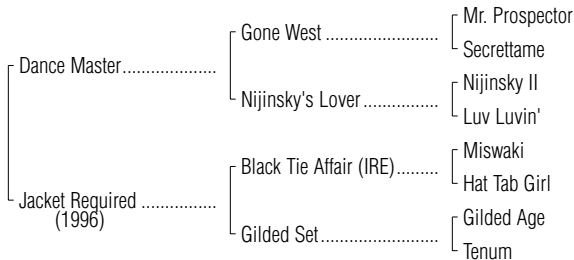 Mr. Prospector
Gone West
Secrettame
Dance Master
Nijinsky II
Nijinsky's Lover
Luv Luvin'
Miswaki
Black Tie Affair (IRE)
Hat Tab Girl
Jacket Required
(1996)
Gilded Age
Gilded Set
Tenum